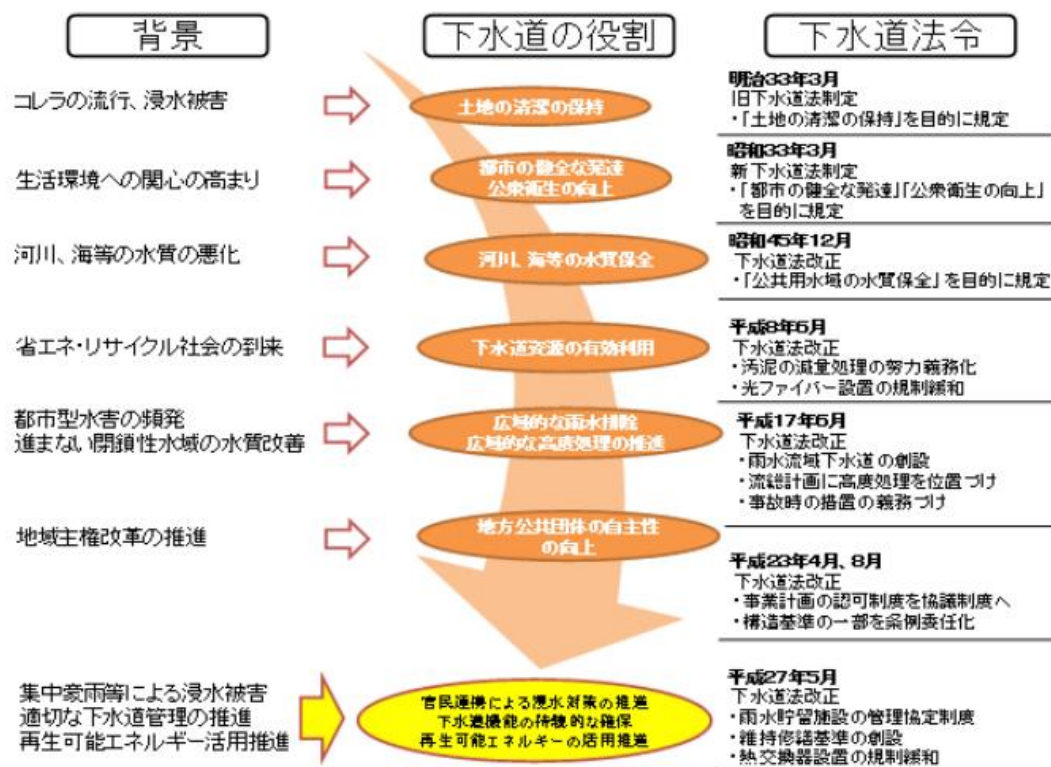 背景
下水道の役割
下水道法令
コレラの流行、浸水被害
土地の清潔の保持
明治33年3月
旧下水道法制定
・「土地の清潔の保持」を目的に規定
生活環境への関心の高まり
都市の健全な発達
公衆衛生の向上
昭和33年3月
新下水道法制定
・「都市の健全な発達」「公衆衛生の向上」
を目的に規定
河川、海等の水質の悪化
河川、海等の水質保全
昭和45年12月
下水道法改正
・「公共用水域の水質保全」を目的に規定
省エネ・リサイクル社会の到来
下水道資源の有効利用
平成8年6月
下水道法改正
・汚泥の減量処理の努力義務化
・光ファイバー設置の規制緩和
都市型水害の頻発
進まない閉鎖性水域の水質改善
広域的な雨水排除
広域的な高度処理の推進
平成17年6月
下水道法改正
・雨水流域下水道の創設
・流総計画に高度処理を位置づけ
・事故時の措置の義務づけ
地域主権改革の推進
地方公共団体の自主性
の向上
平成23年4月、8月
下水道法改正
・事業計画の認可制度を協議制度へ
・構造基準の一部を条例委任化
集中豪雨等による浸水被害
適切な下水道管理の推進
再生可能エネルギー活用推進
官民連携による浸水対策の推進
下水道機能の持続的な確保
再生可能エネルギーの活用推進
平成27年5月
下水道法改正
・雨水貯留施設の管理協定制度
・維持修繕基準の創設
・熱交換器設置の規制緩和